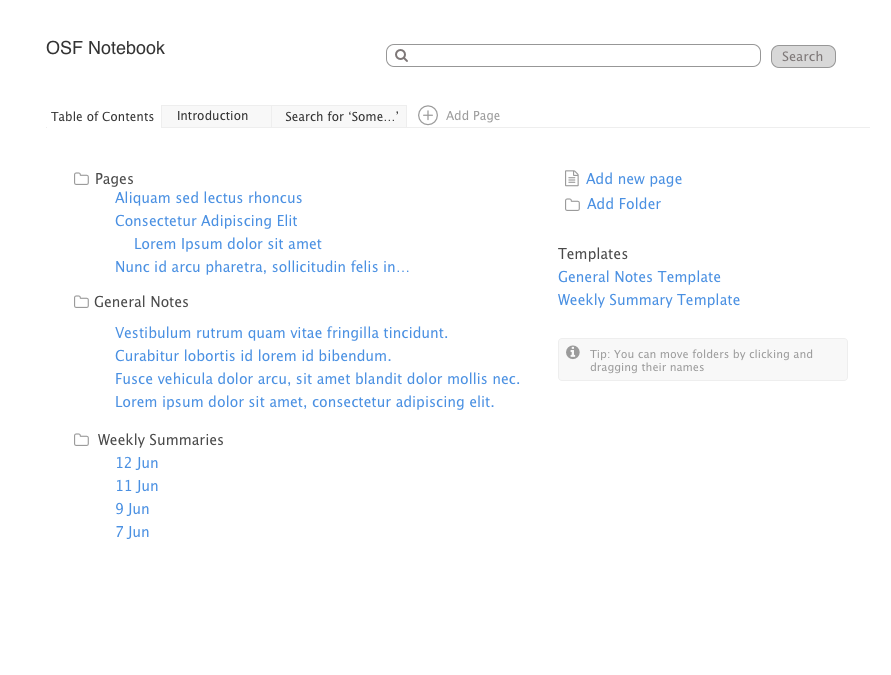 OSF Notebook
Search
Table of Contents
Introduction
Search for ‘Some...’
Add Page
Pages
Aliquam sed lectus rhoncus
Consectetur Adipiscing Elit
Lorem Ipsum dolor sit amet
Nunc id arcu pharetra, sollicitudin felis in...
General Notes
Vestibulum rutrum quam vitae fringilla tincidunt.
Curabitur lobortis id lorem id bibendum.
Fusce vehicula dolor arcu, sit amet blandit dolor mollis nec.
Lorem ipsum dolor sit amet, consectetur adipiscing elit.
Weekly Summaries
12 Jun
11 Jun
9 Jun
7 Jun
Add new page
Add Folder
Templates
General Notes Template
Weekly Summary Template
Tip: You can move folders by clicking and
dragging their names